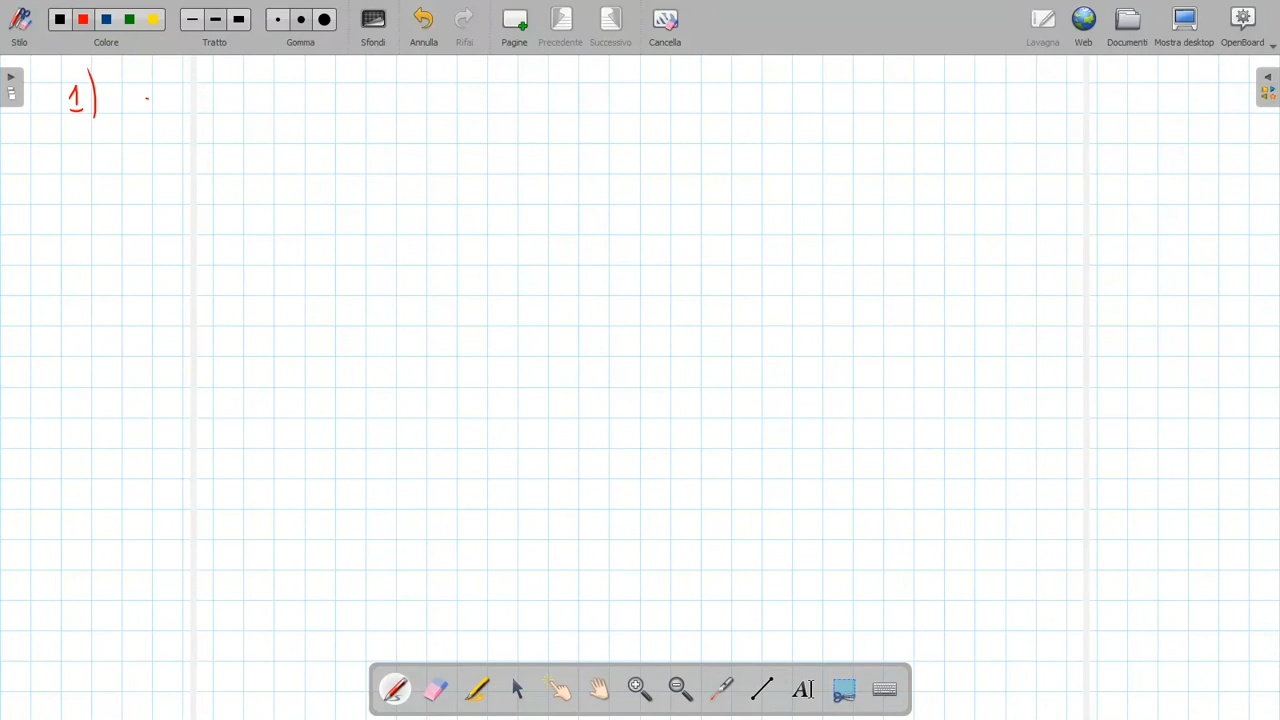 Stilo Colore Tratto Gomma Sfondi Annulla Rifai Pagine Precedente Successivo Cancella Lavagna Web Documenti Mostra desktop OpenBoard
1)